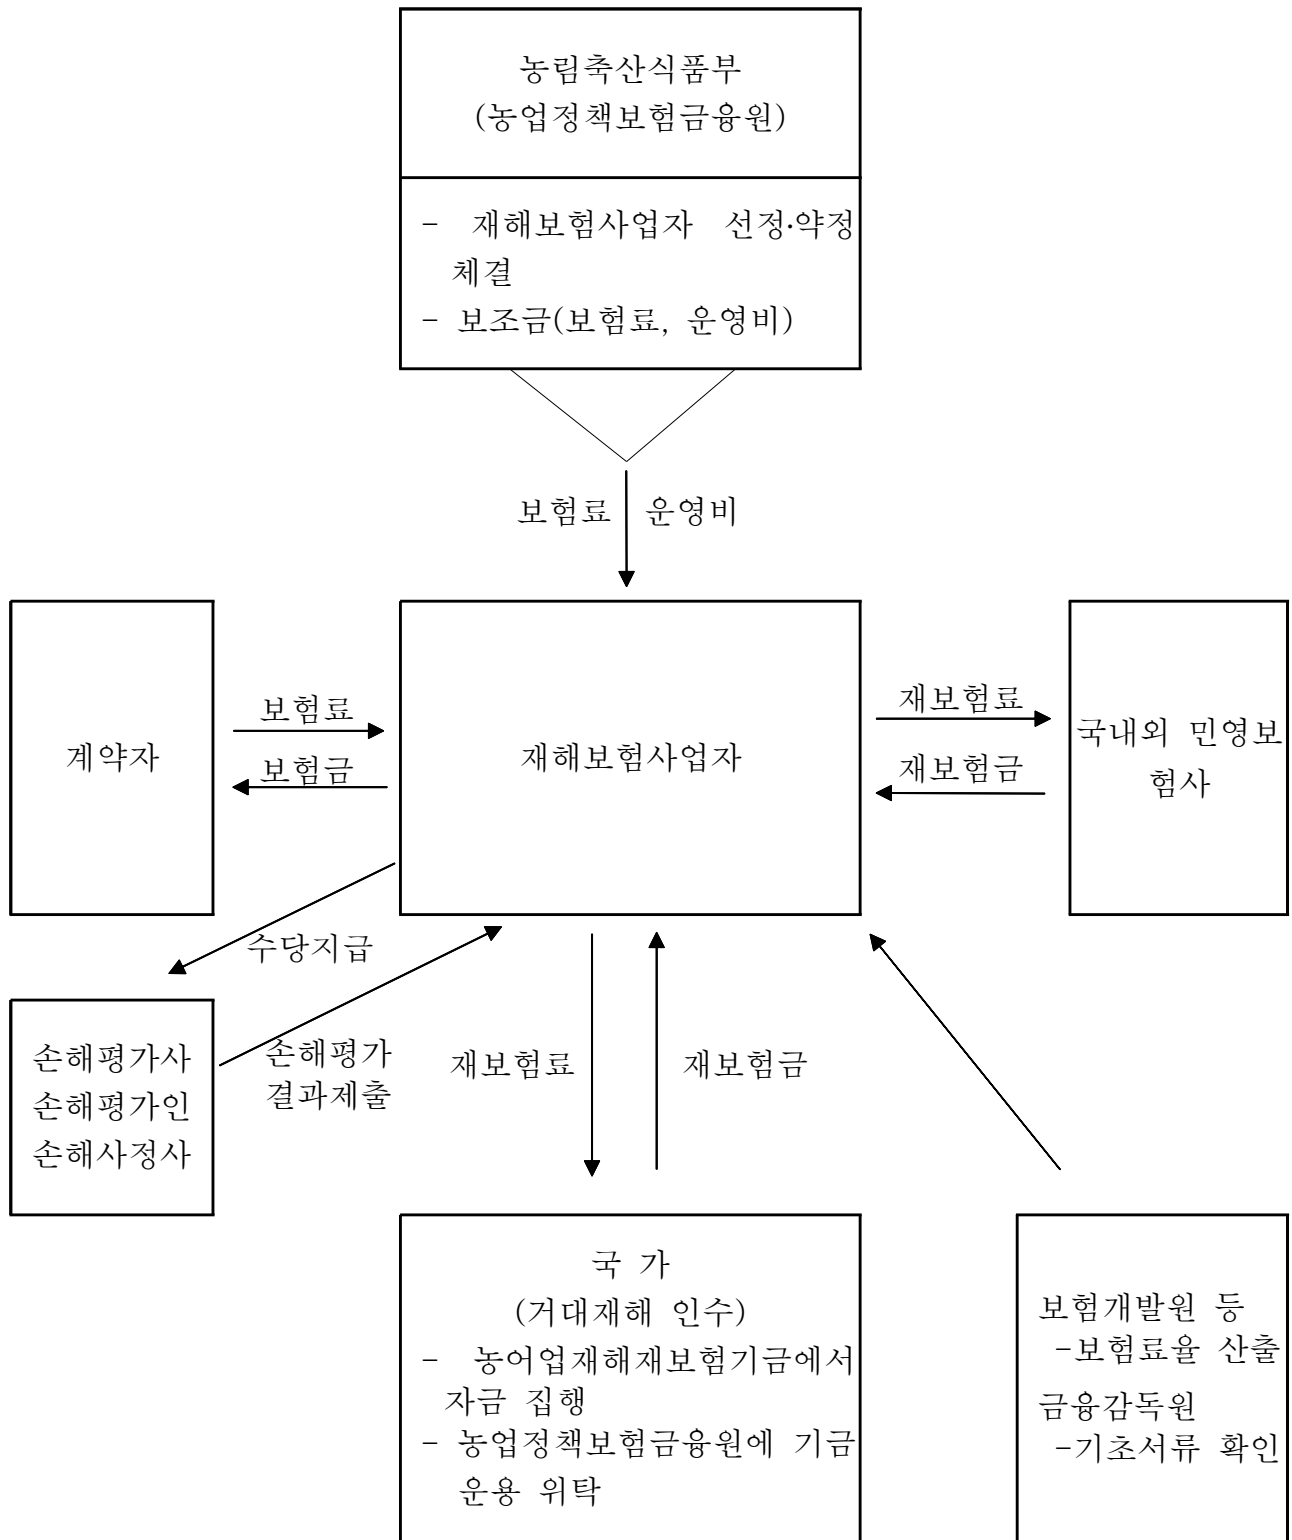 농림축산식품부
(농업정책보험금융원)
- 재해보험사업자 선정·약정
체결
- 보조금(보험료, 운영비)
보험료 운영비
계약자
보험료
보험금
재해보험사업자
재보험료
재보험금
국내외 민영보
험사
수당지급
손해평가사
손해평가인
손해사정사
손해평가
결과제출
재보험료
재보험금
국 가
(거대재해 인수)
- 농어업재해재보험기금에서
자금 집행
- 농업정책보험금융원에 기금
운용 위탁
보험개발원 등
-보험료율 산출
금융감독원
-기초서류 확인